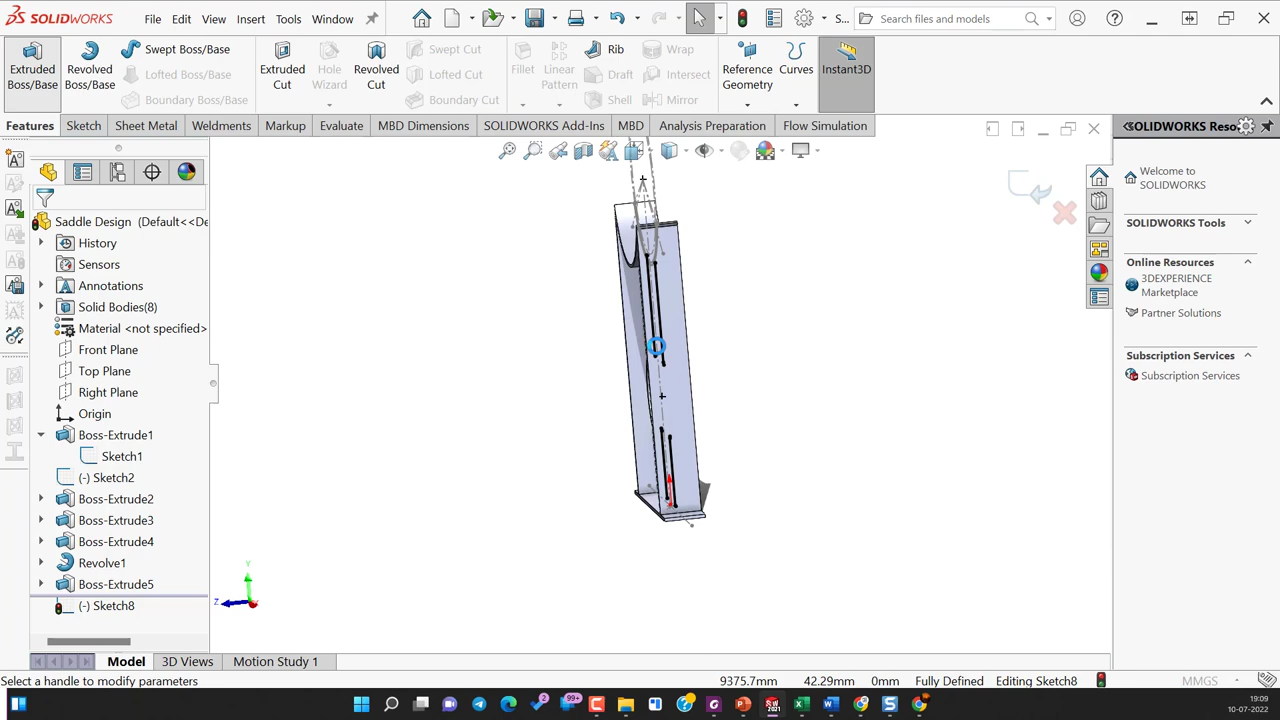 SOLIDWORKS File Edit View Insert Tools Window S... Search files and models
Extruded Boss/Base Revolved Boss/Base Swept Boss/Base Lofted Boss/Base Boundary Boss/Base Extruded Cut Hole Wizard Revolved Cut Swept Cut Lofted Cut Boundary Cut Fillet Linear Pattern Rib Draft Shell Wrap Intersect Mirror Reference Geometry Curves Instant3D
Features Sketch Sheet Metal Weldments Markup Evaluate MBD Dimensions SOLIDWORKS Add-Ins MBD Analysis Preparation Flow Simulation
Saddle Design (Default<<De
History
Sensors
Annotations
Solid Bodies(8)
Material <not specified>
Front Plane
Top Plane
Right Plane
Origin
Boss-Extrude1
Sketch1
(-) Sketch2
Boss-Extrude2
Boss-Extrude3
Boss-Extrude4
Revolve1
Boss-Extrude5
(-) Sketch8
Y
Z
OLIDWORKS Reso
Welcome to
SOLIDWORKS
SOLIDWORKS Tools
Online Resources
3DEXPERIENCE
Marketplace
Partner Solutions
Subscription Services
Subscription Services
Model 3D Views Motion Study 1
Select a handle to modify parameters 9375.7mm 42.29mm 0mm Fully Defined Editing Sketch8 MMGS
2 99+ 19:09
10-07-2022